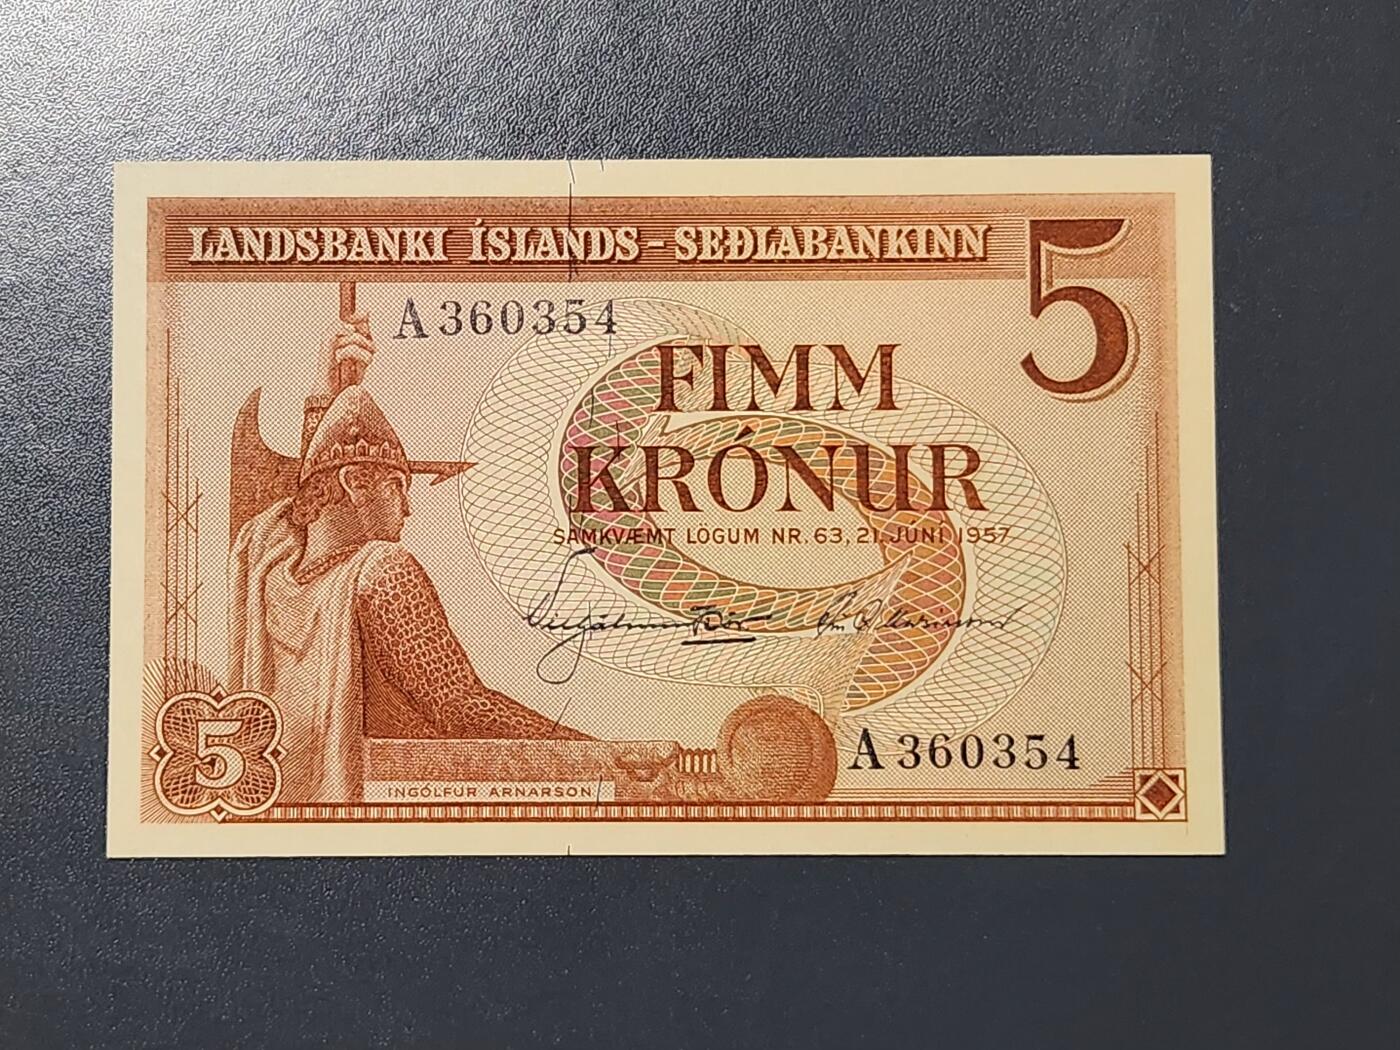 LANDSBANKI ÍSLANDS - SEÐLABANKINN
5
A 360354
FIMM
KRÓNUR
SAMKVÆMT LÖGUM NR. 63, 21. JÚNÍ 1957
A 360354
5
INGÓLFUR ARNARSON